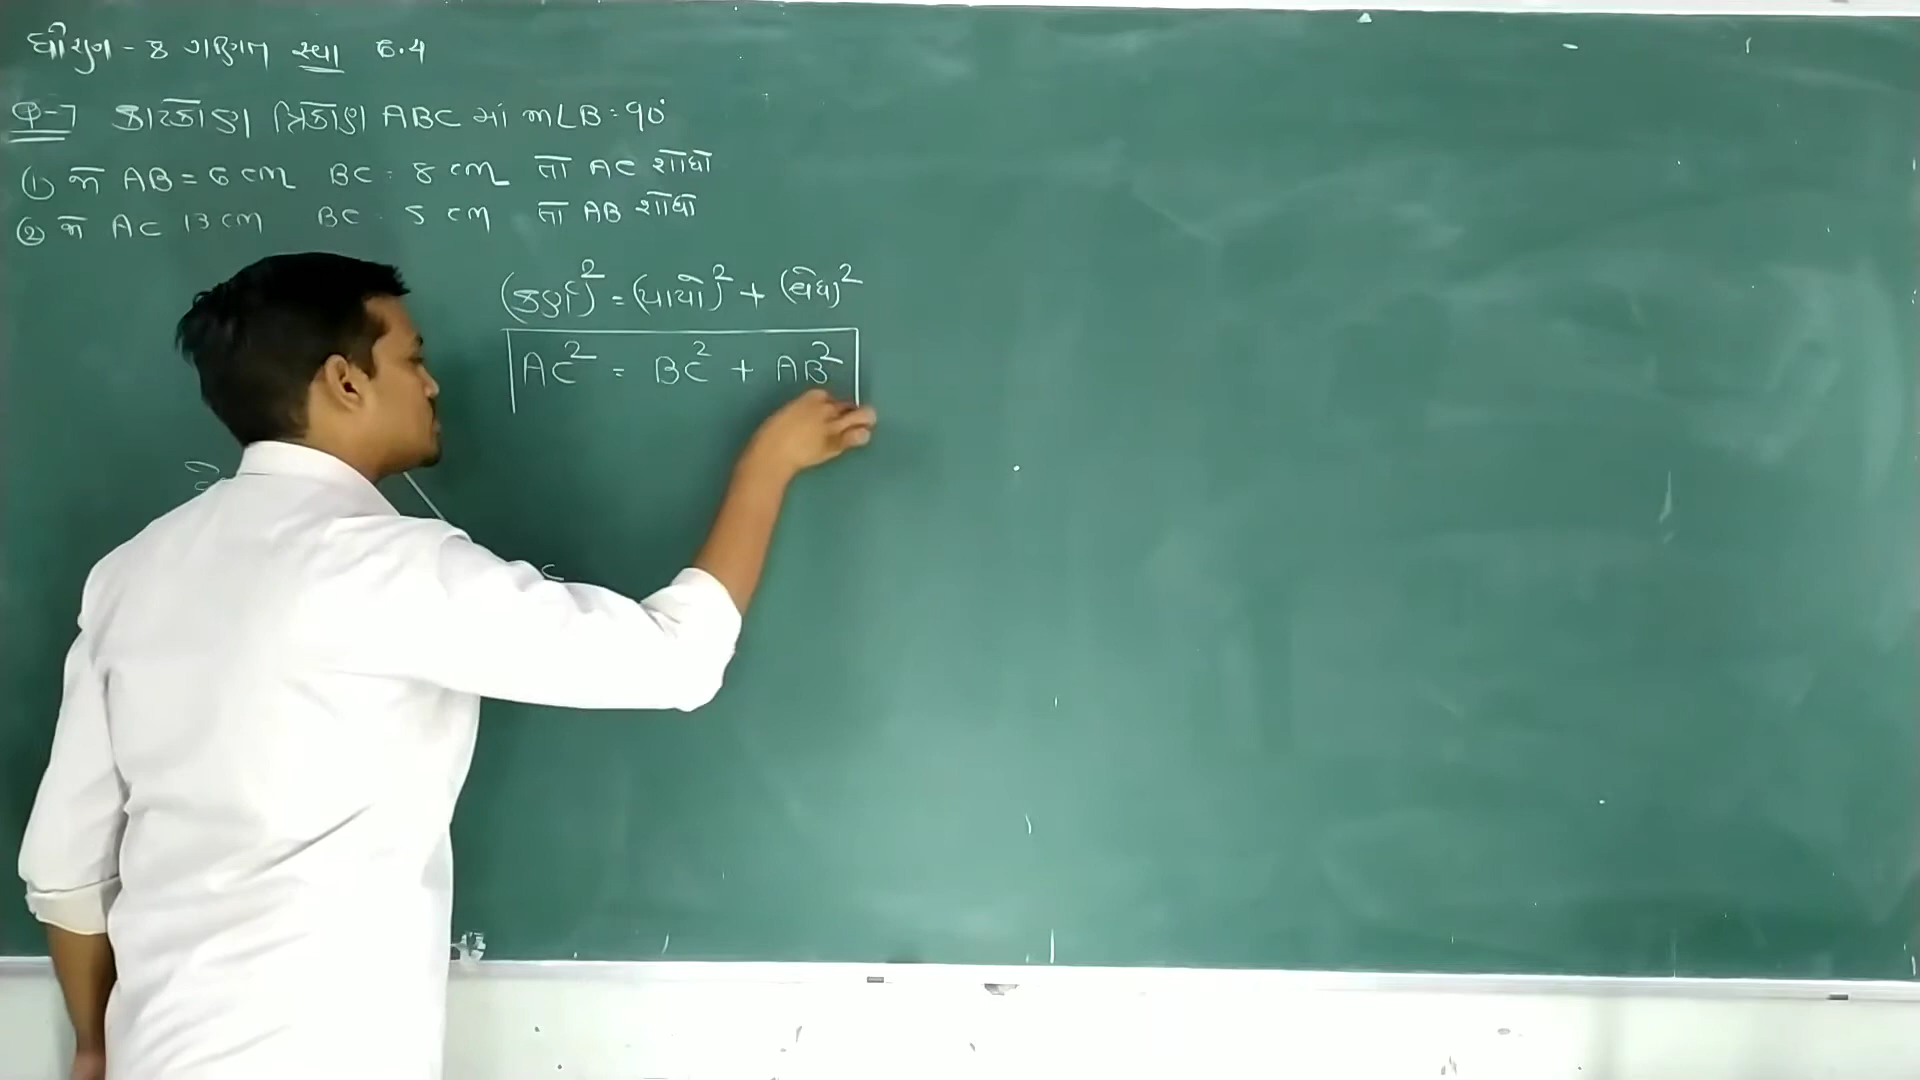 ધોરણ - 8 ગણિત સ્વા 6.4
Q-7 કાટકોણ ત્રિકોણ ABC માં m∠B = 90°
① જો AB = 6 cm BC = 8 cm તો AC શોધો
② જો AC 13 cm BC = 5 cm તો AB શોધો
(કર્ણ)² = (પાયો)² + (વેધ)²
AC² = BC² + AB²
C